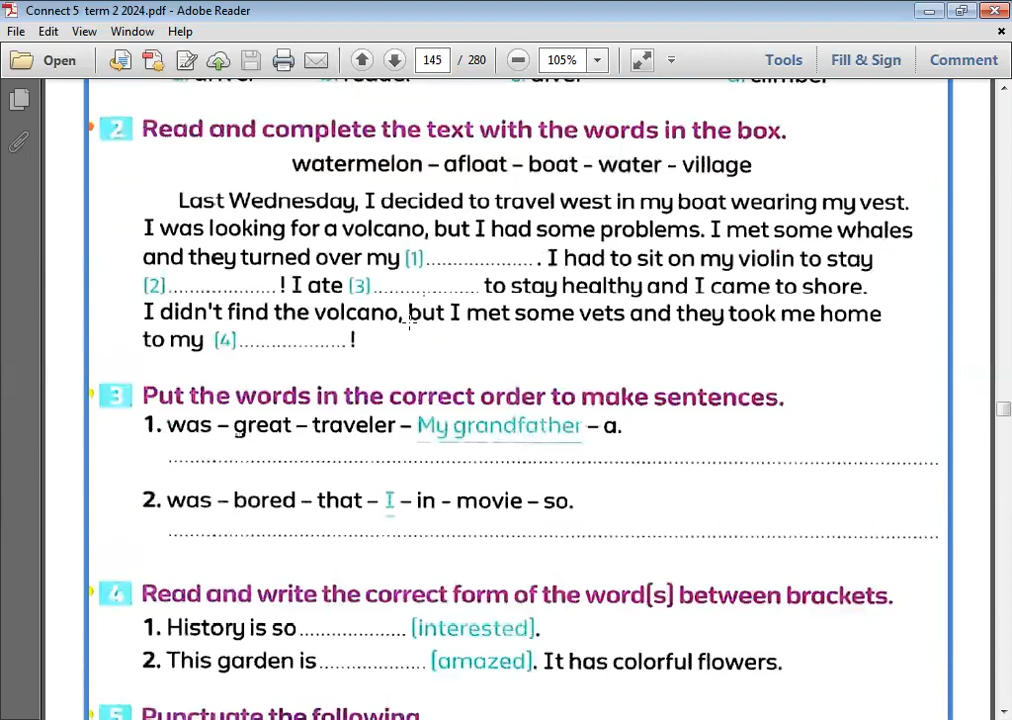 Connect 5 term 2 2024.pdf - Adobe Reader
File Edit View Window Help
Open 145 / 280 105% Tools Fill & Sign Comment
2 Read and complete the text with the words in the box.
watermelon – afloat – boat - water - village
Last Wednesday, I decided to travel west in my boat wearing my vest.
I was looking for a volcano, but I had some problems. I met some whales
and they turned over my (1)..................... . I had to sit on my violin to stay
(2)..................... ! I ate (3)..................... to stay healthy and I came to shore.
I didn't find the volcano, but I met some vets and they took me home
to my (4)..................... !
3 Put the words in the correct order to make sentences.
1. was – great – traveler – My grandfather – a.
2. was – bored – that – I – in - movie – so.
4 Read and write the correct form of the word(s) between brackets.
1. History is so..................... (interested).
2. This garden is..................... (amazed). It has colorful flowers.
5 Punctuate the following.